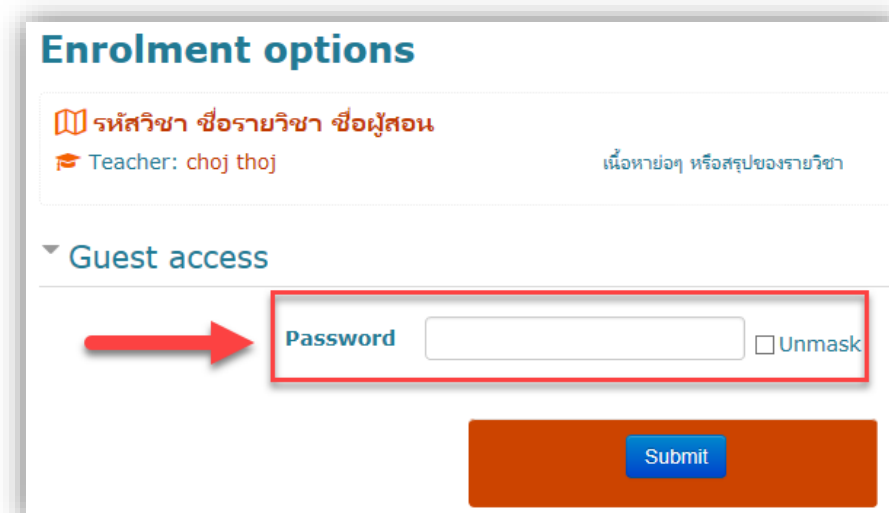 Enrolment options
รหัสวิชา ชื่อรายวิชา ชื่อผู้สอน
Teacher: choj thoj
เนื้อหาย่อๆ หรือสรุปของรายวิชา
Guest access
Password
Unmask
Submit